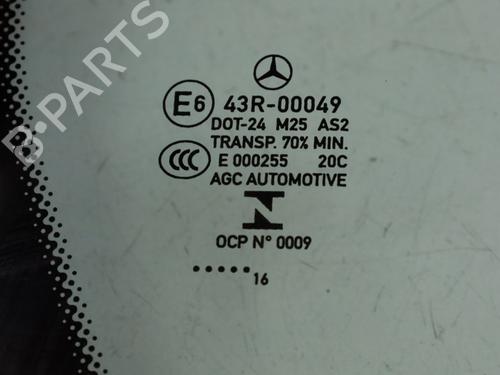 E6 43R-00049
DOT-24 M25 AS2
TRANSP. 70% MIN.
CCC E 000255 20C
AGC AUTOMOTIVE
N
OCP N° 0009
..... 16
B-PARTS